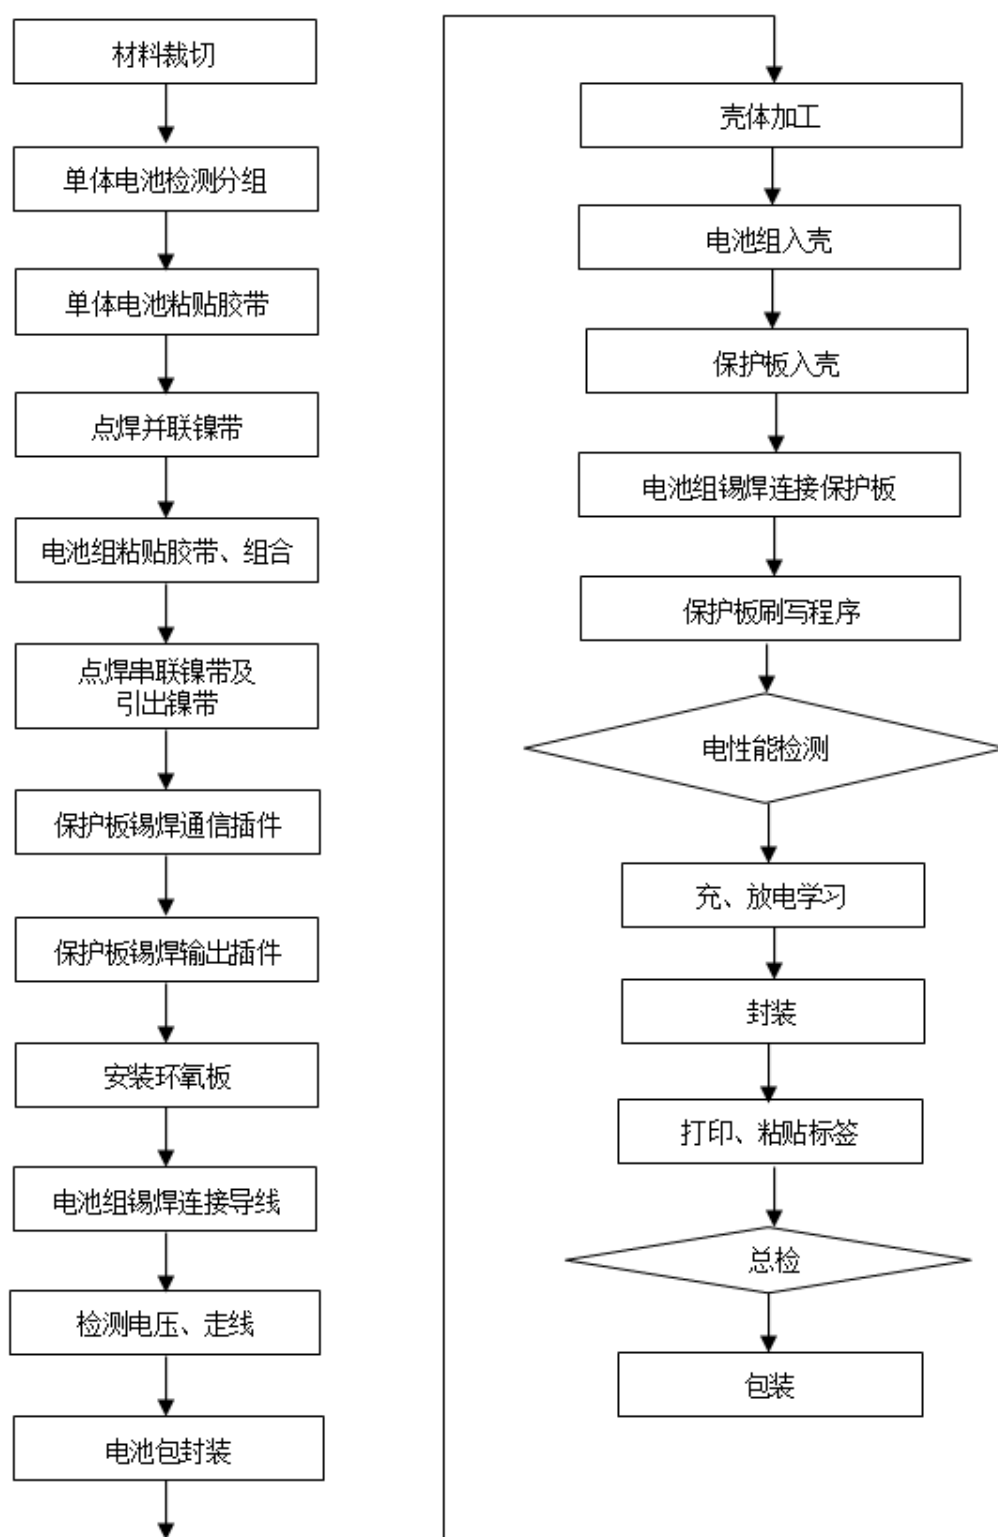 材料裁切
单体电池检测分组
单体电池粘贴胶带
点焊并联镍带
电池组粘贴胶带、组合
点焊串联镍带及
引出镍带
保护板锡焊通信插件
保护板锡焊输出插件
安装环氧板
电池组锡焊连接导线
检测电压、走线
电池包封装
壳体加工
电池组入壳
保护板入壳
电池组锡焊连接保护板
保护板刷写程序
电性能检测
充、放电学习
封装
打印、粘贴标签
总检
包装